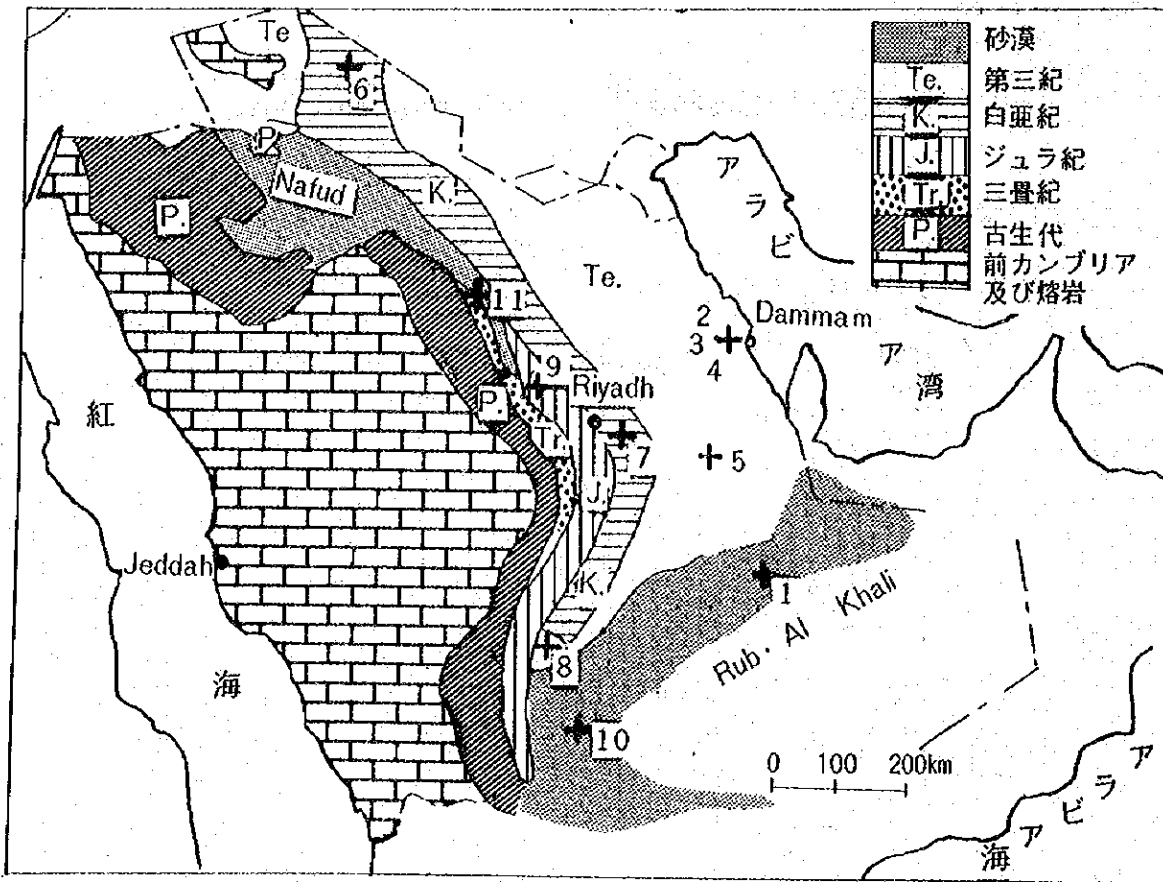 Te
6
砂漠
Te.
第三紀
K.
白亜紀
J.
ジュラ紀
Tr.
三畳紀
P.
古生代
前カンブリア
及び熔岩
P.
Nafud
K.
P.
アラビア湾
Te.
11
2
3
4
Dammam
9
Riyadh
P.
Tr.
7
5
J.
紅海
Jeddah
K.
1
Rub. Al Khali
8
10
0 100 200km
アラビア海